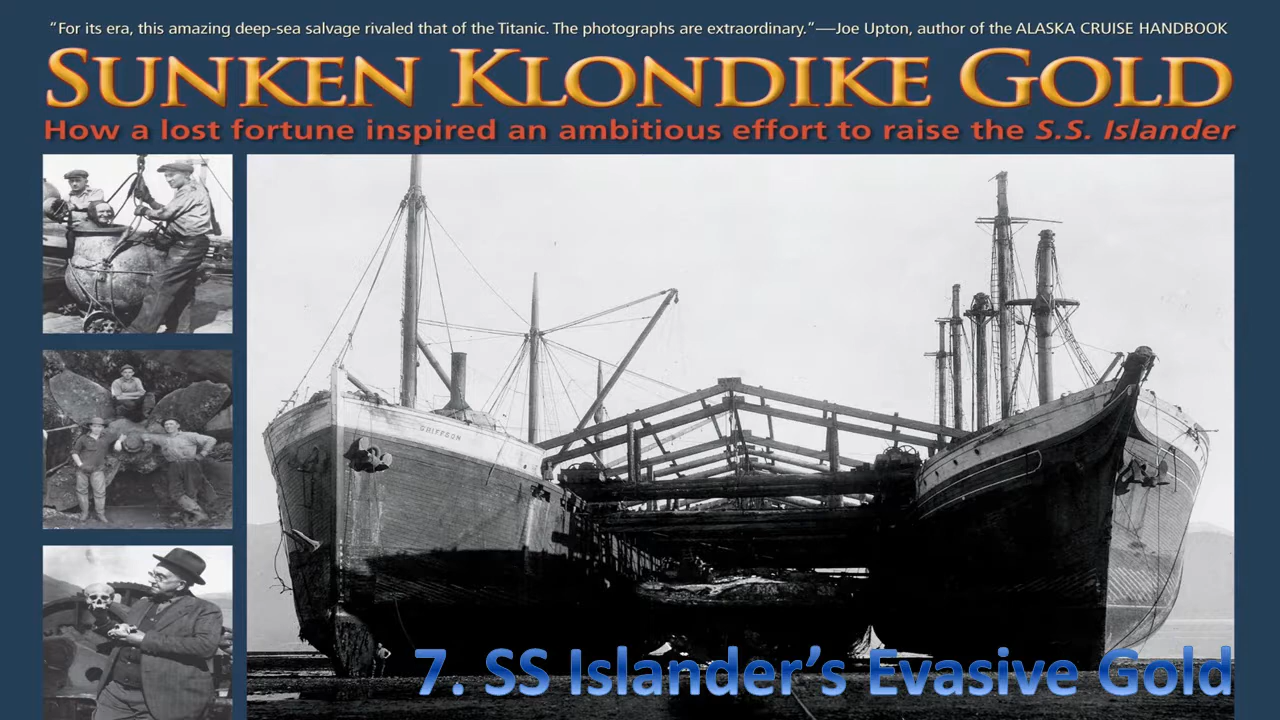 “For its era, this amazing deep-sea salvage rivaled that of the Titanic. The photographs are extraordinary.”—Joe Upton, author of the ALASKA CRUISE HANDBOOK
SUNKEN KLONDIKE GOLD
How a lost fortune inspired an ambitious effort to raise the S.S. Islander
GRIFFSON
7. SS Islander’s Evasive Gold